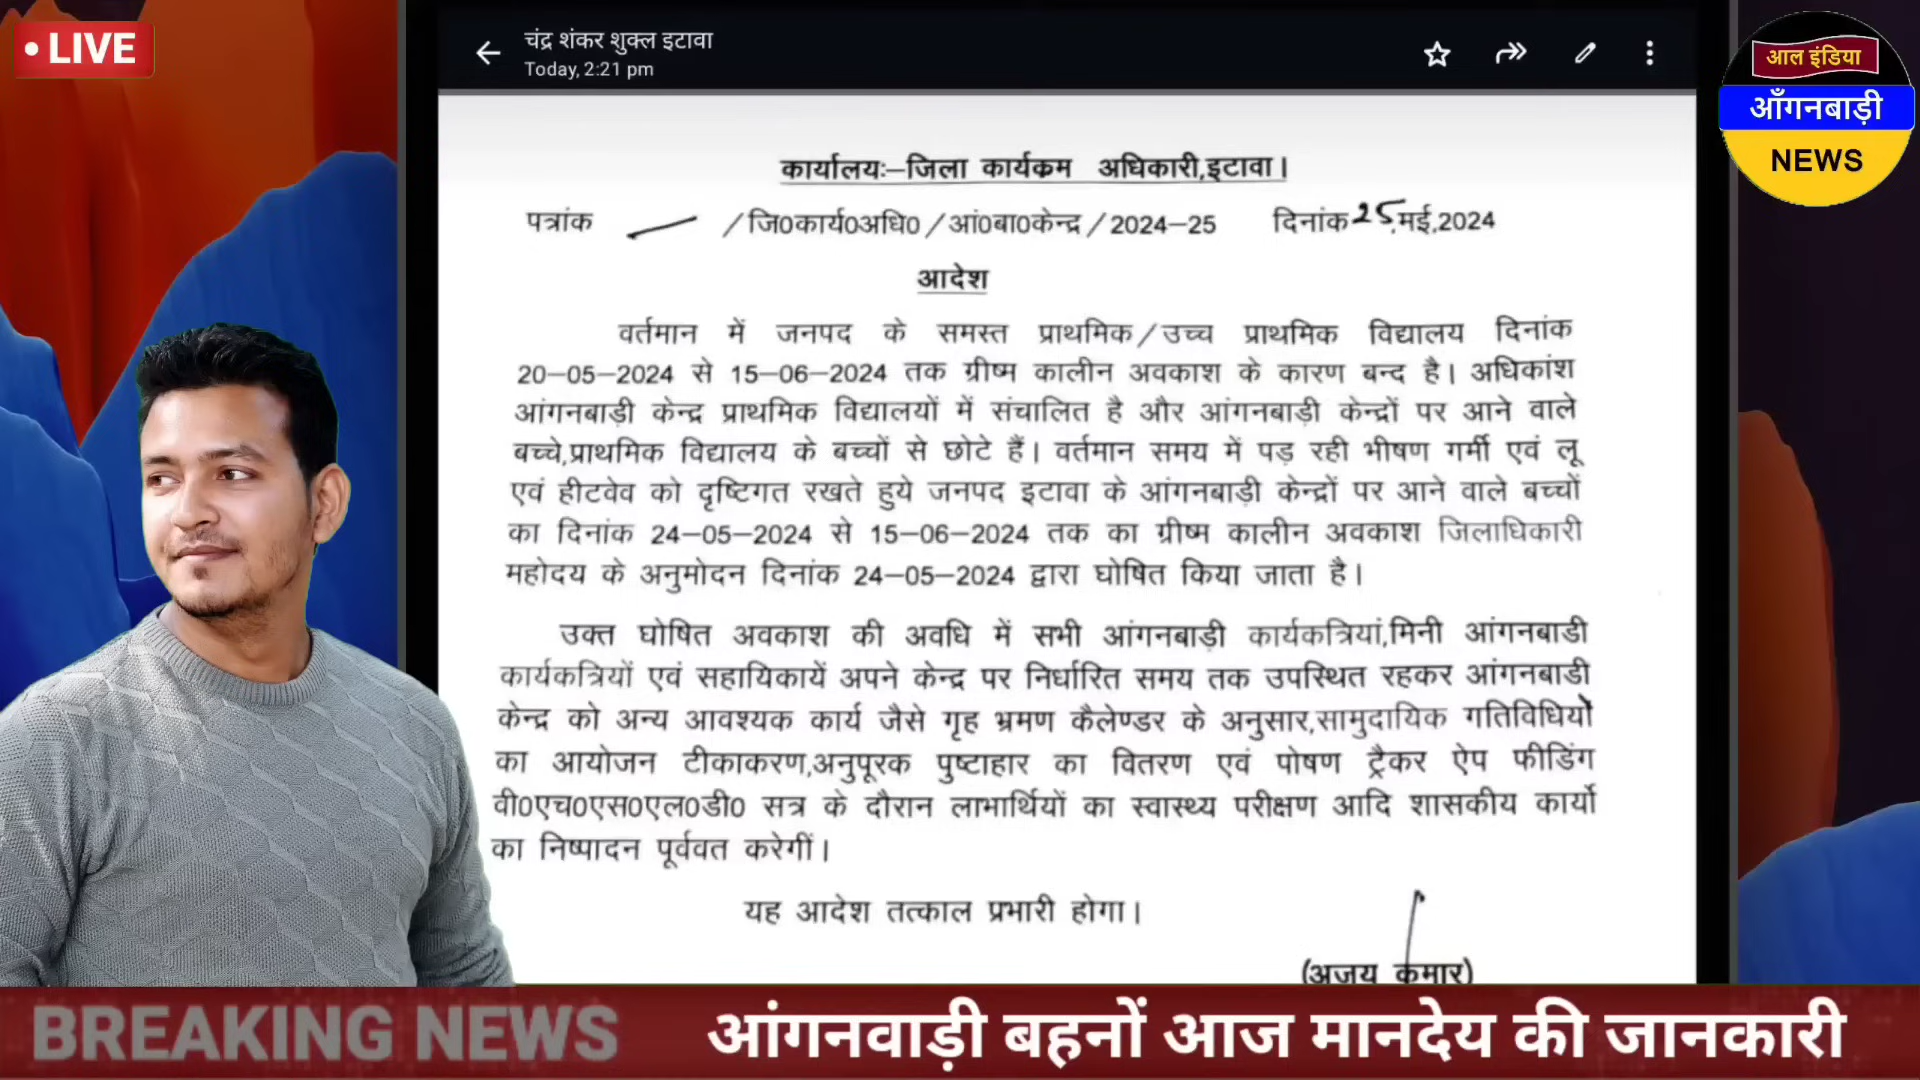 • LIVE
चंद्र शंकर शुक्ल इटावा
Today, 2:21 pm
आल इंडिया
आँगनबाड़ी
NEWS
कार्यालयः–जिला कार्यक्रम अधिकारी,इटावा।
पत्रांक /जि0कार्य0अधि0/आं0बा0केन्द्र/2024–25 दिनांक 25,मई,2024
आदेश
वर्तमान में जनपद के समस्त प्राथमिक/उच्च प्राथमिक विद्यालय दिनांक
20–05–2024 से 15–06–2024 तक ग्रीष्म कालीन अवकाश के कारण बन्द है। अधिकांश
आंगनबाड़ी केन्द्र प्राथमिक विद्यालयों में संचालित है और आंगनबाड़ी केन्द्रों पर आने वाले
बच्चे,प्राथमिक विद्यालय के बच्चों से छोटे हैं। वर्तमान समय में पड़ रही भीषण गर्मी एवं लू
एवं हीटवेव को दृष्टिगत रखते हुये जनपद इटावा के आंगनबाड़ी केन्द्रों पर आने वाले बच्चों
का दिनांक 24–05–2024 से 15–06–2024 तक का ग्रीष्म कालीन अवकाश जिलाधिकारी
महोदय के अनुमोदन दिनांक 24–05–2024 द्वारा घोषित किया जाता है।
उक्त घोषित अवकाश की अवधि में सभी आंगनबाड़ी कार्यकत्रियां,मिनी आंगनबाडी
कार्यकत्रियों एवं सहायिकायें अपने केन्द्र पर निर्धारित समय तक उपस्थित रहकर आंगनबाडी
केन्द्र को अन्य आवश्यक कार्य जैसे गृह भ्रमण कैलेण्डर के अनुसार,सामुदायिक गतिविधियों
का आयोजन टीकाकरण,अनुपूरक पुष्टाहार का वितरण एवं पोषण ट्रैकर ऐप फीडिंग
वी0एच0एस0एल0डी0 सत्र के दौरान लाभार्थियों का स्वास्थ्य परीक्षण आदि शासकीय कार्यो
का निष्पादन पूर्ववत करेगीं।
यह आदेश तत्काल प्रभारी होगा।
(अजय कुमार)
BREAKING NEWS
आंगनवाड़ी बहनों आज मानदेय की जानकारी